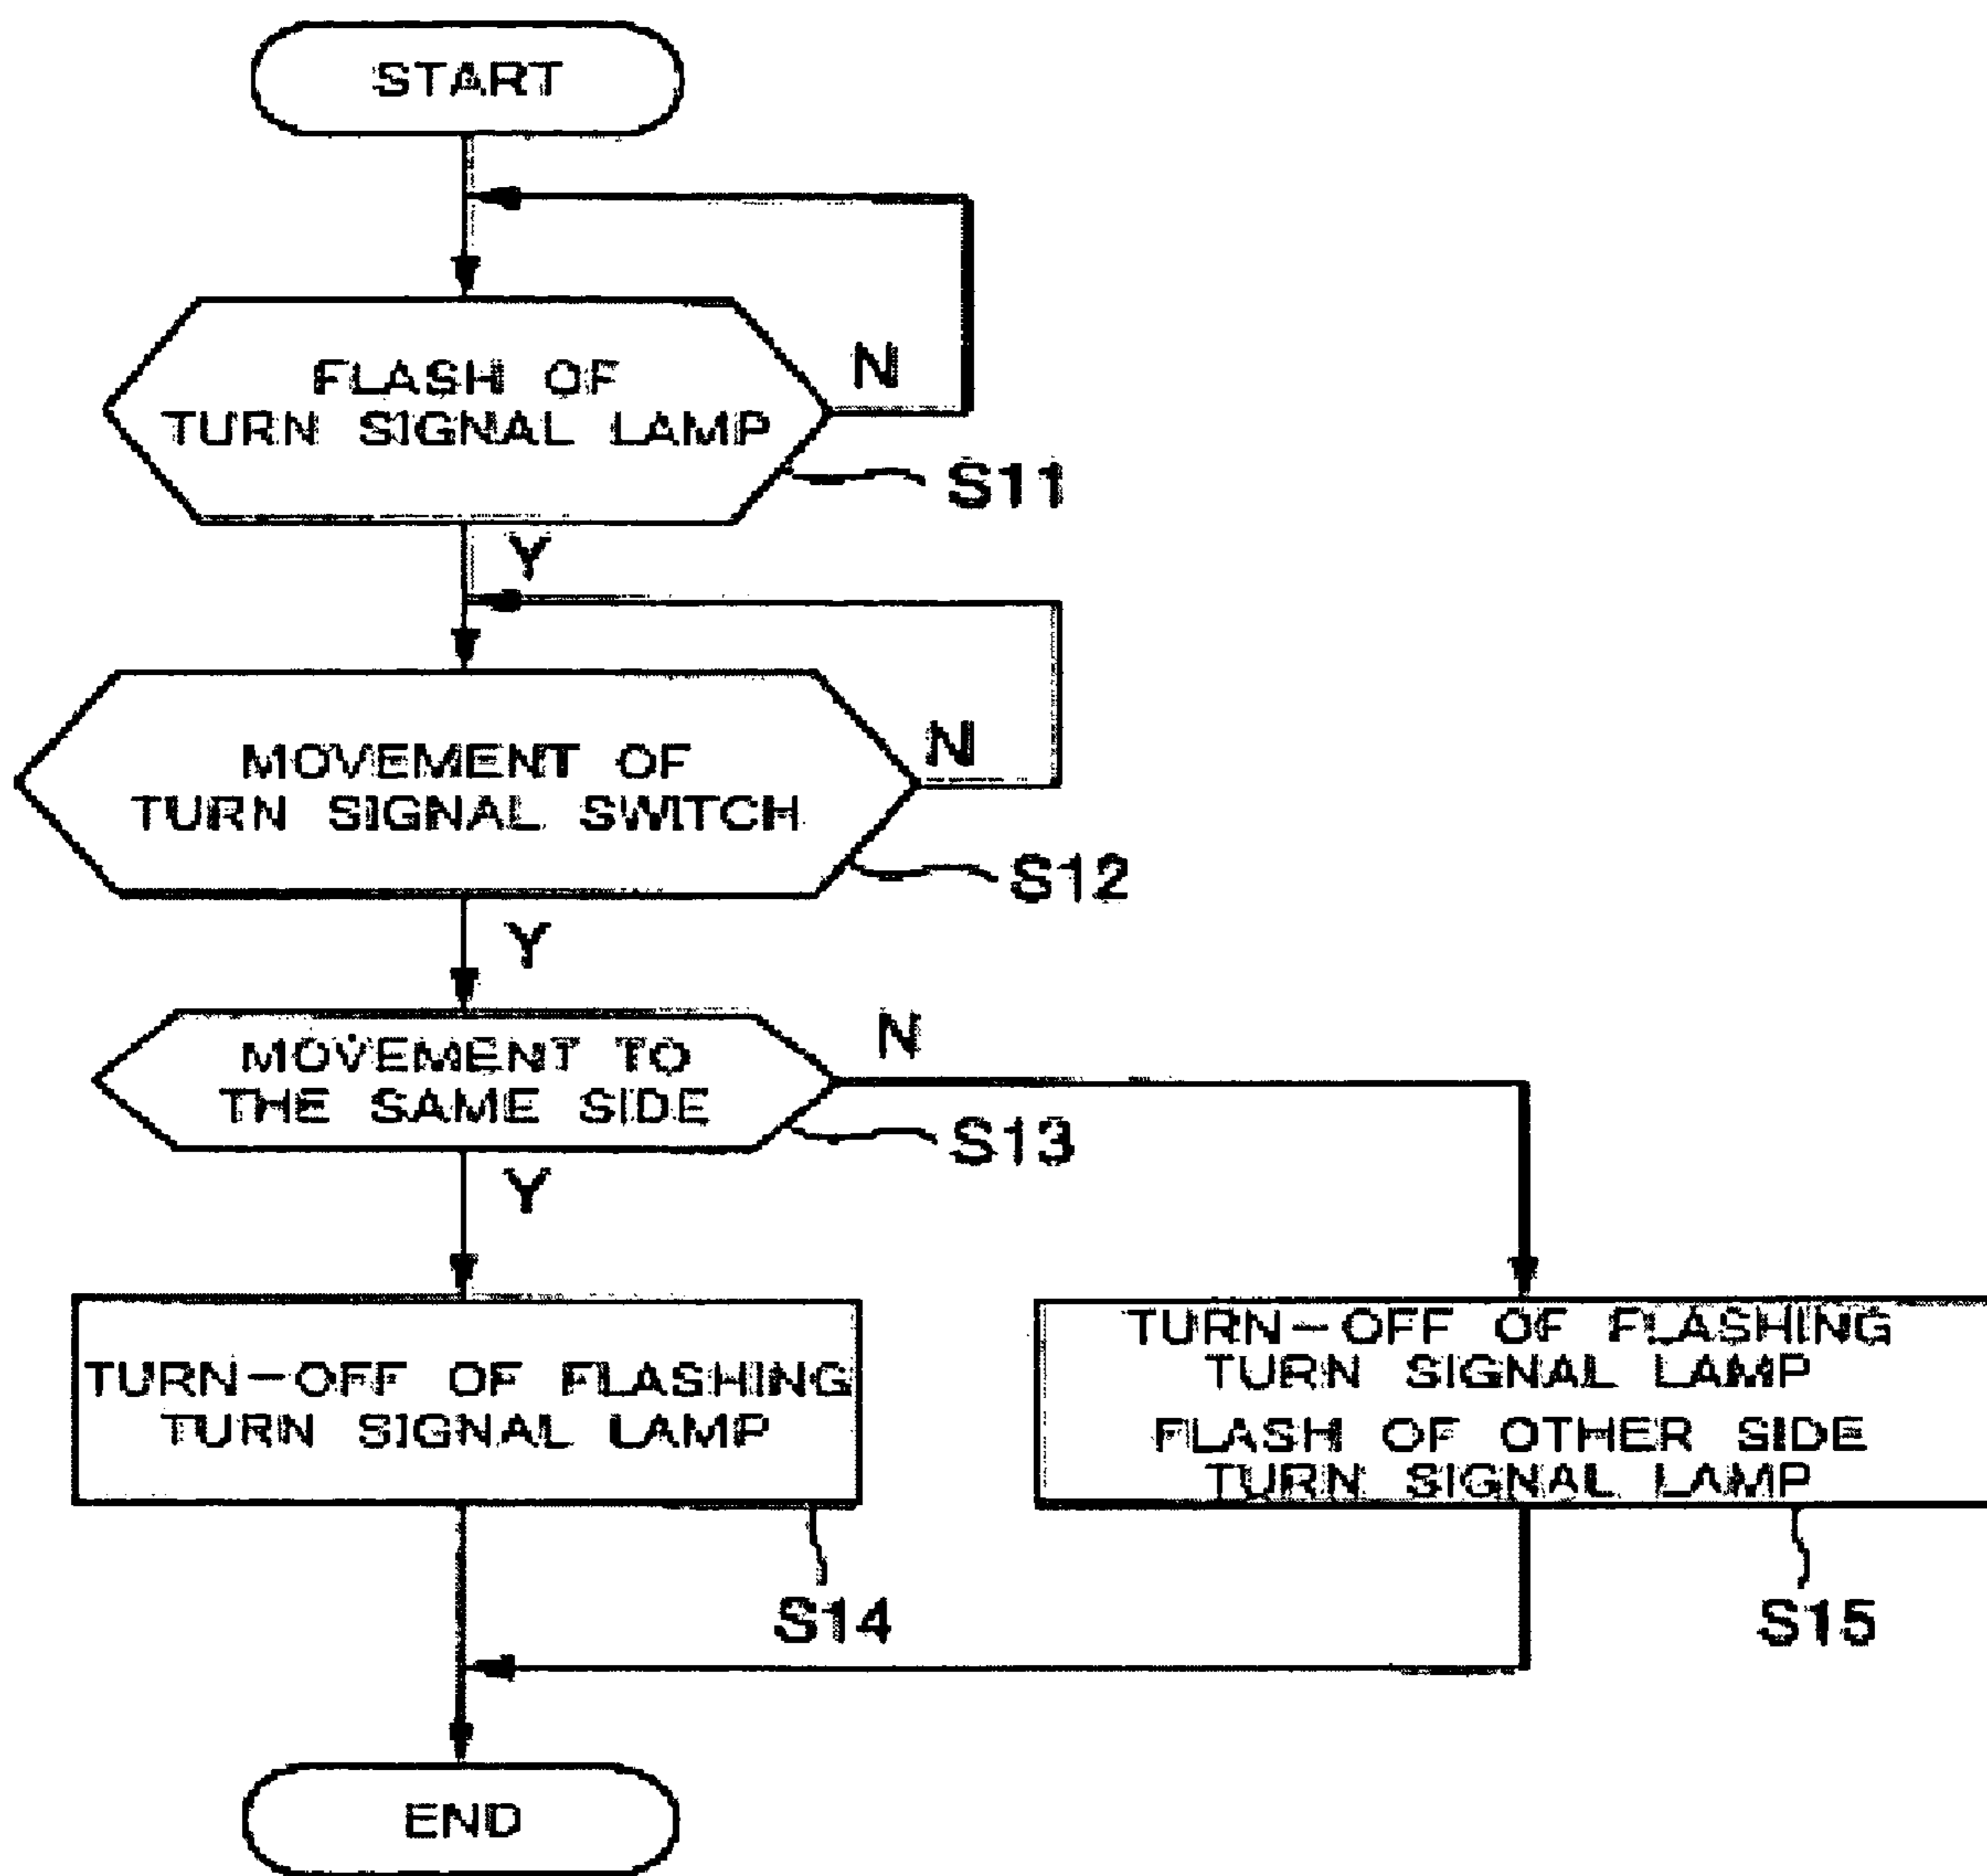 START
FLASH OF
TURN SIGNAL LAMP
N
S11
Y
MOVEMENT OF
TURN SIGNAL SWITCH
N
S12
Y
MOVEMENT TO
THE SAME SIDE
N
S13
Y
TURN-OFF OF FLASHING
TURN SIGNAL LAMP
S14
TURN-OFF OF FLASHING
TURN SIGNAL LAMP
FLASH OF OTHER SIDE
TURN SIGNAL LAMP
S15
END